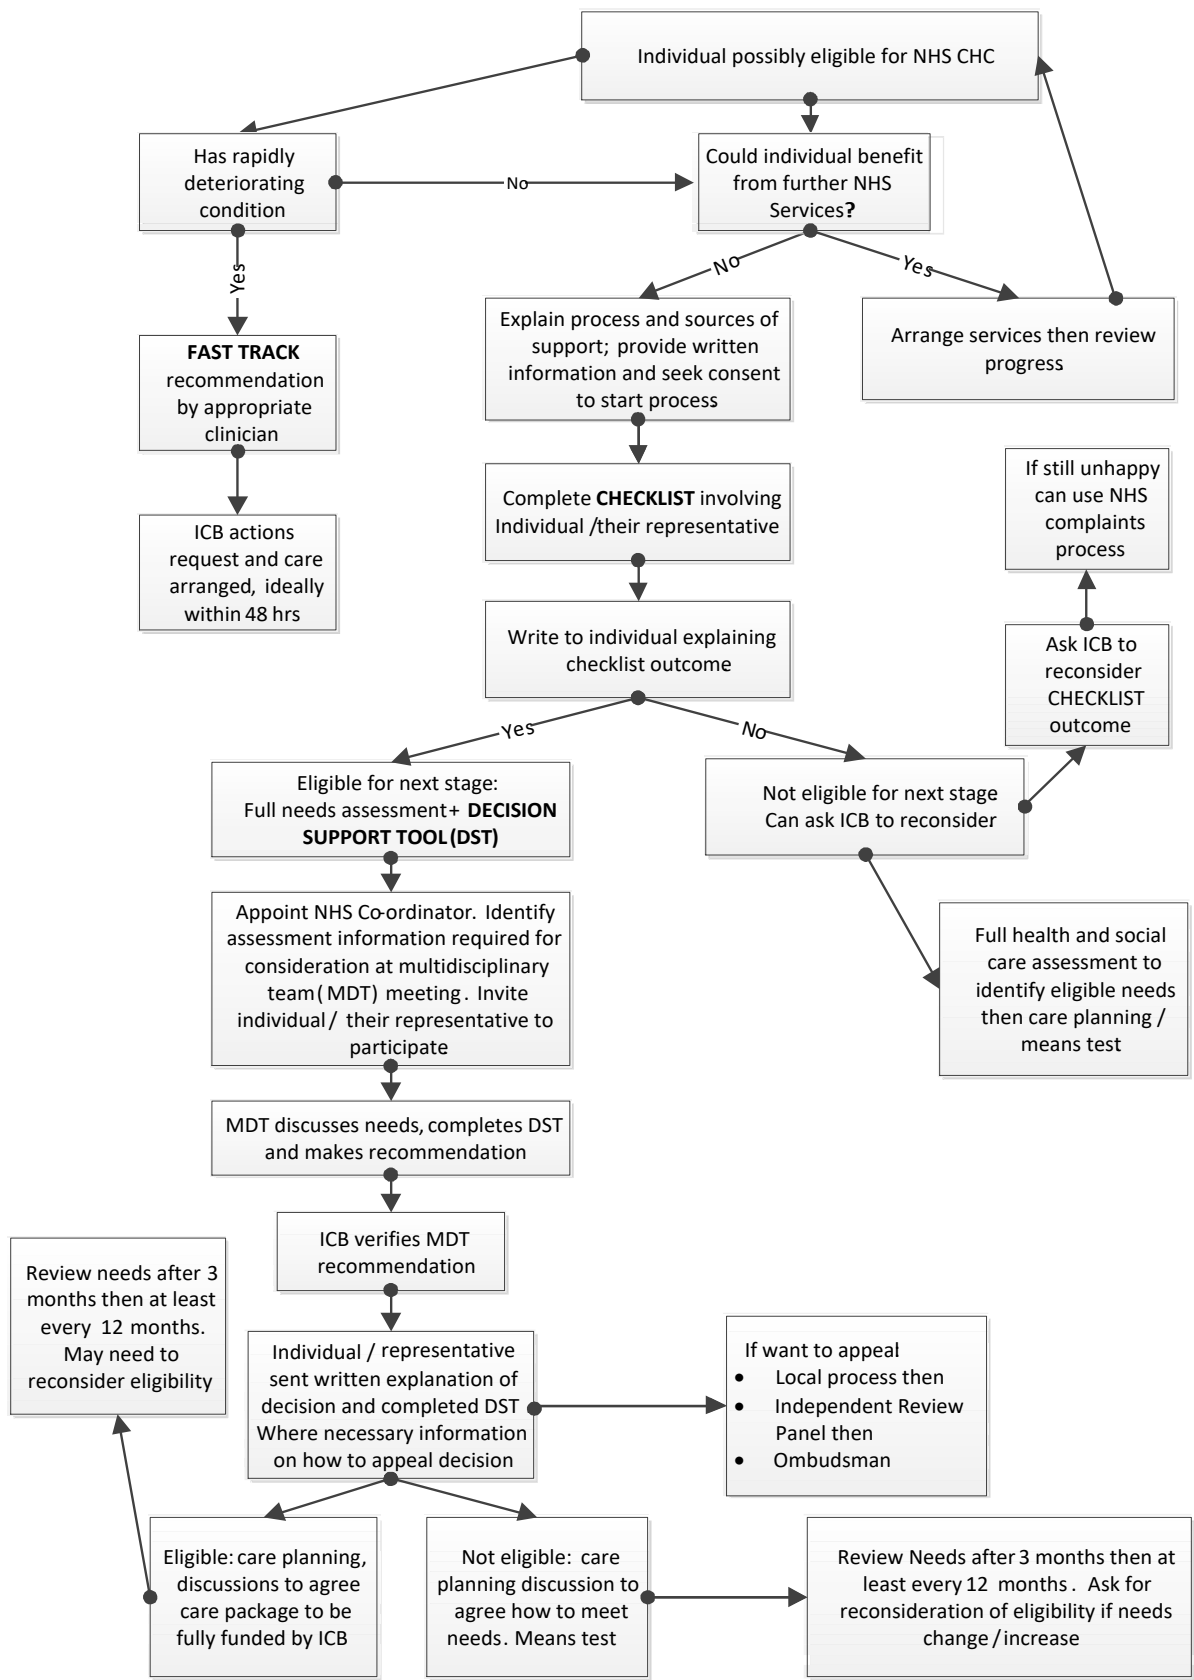 Individual possibly eligible for NHS CHC
Has rapidly
deteriorating
condition
No
Could individual benefit
from further NHS
Services?
Yes
No
Yes
FAST TRACK
recommendation
by appropriate
clinician
Explain process and sources of
support; provide written
information and seek consent
to start process
Arrange services then review
progress
ICB actions
request and care
arranged, ideally
within 48 hrs
Complete CHECKLIST involving
Individual /their representative
If still unhappy
can use NHS
complaints
process
Write to individual explaining
checklist outcome
Ask ICB to
reconsider
CHECKLIST
outcome
Yes
No
Eligible for next stage:
Full needs assessment+ DECISION
SUPPORT TOOL(DST)
Not eligible for next stage
Can ask ICB to reconsider
Appoint NHS Co-ordinator. Identify
assessment information required for
consideration at multidisciplinary
team(MDT) meeting. Invite
individual/ their representative to
participate
Full health and social
care assessment to
identify eligible needs
then care planning /
means test
MDT discusses needs, completes DST
and makes recommendation
ICB verifies MDT
recommendation
Review needs after 3
months then at least
every 12 months.
May need to
reconsider eligibility
Individual / representative
sent written explanation of
decision and completed DST
Where necessary information
on how to appeal decision
If want to appeal
• Local process then
• Independent Review
Panel then
• Ombudsman
Eligible: care planning,
discussions to agree
care package to be
fully funded by ICB
Not eligible: care
planning discussion to
agree how to meet
needs. Means test
Review Needs after 3 months then at
least every 12 months. Ask for
reconsideration of eligibility if needs
change/increase